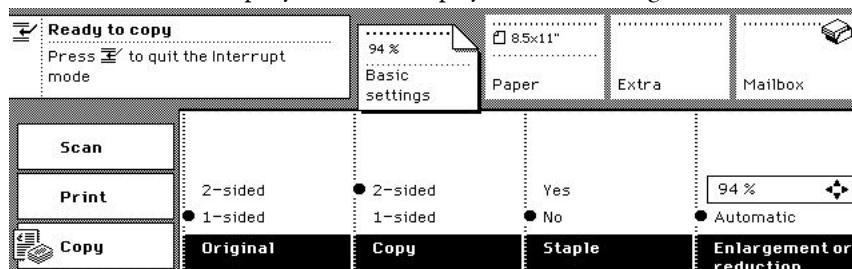 Ready to copy
Press to quit the Interrupt
mode
94 %
Basic
settings
8.5x11"
Paper
Extra
Mailbox
Scan
Print
Copy
2-sided
1-sided
Original
2-sided
1-sided
Copy
Yes
No
Staple
94 %
Automatic
Enlargement or
reduction